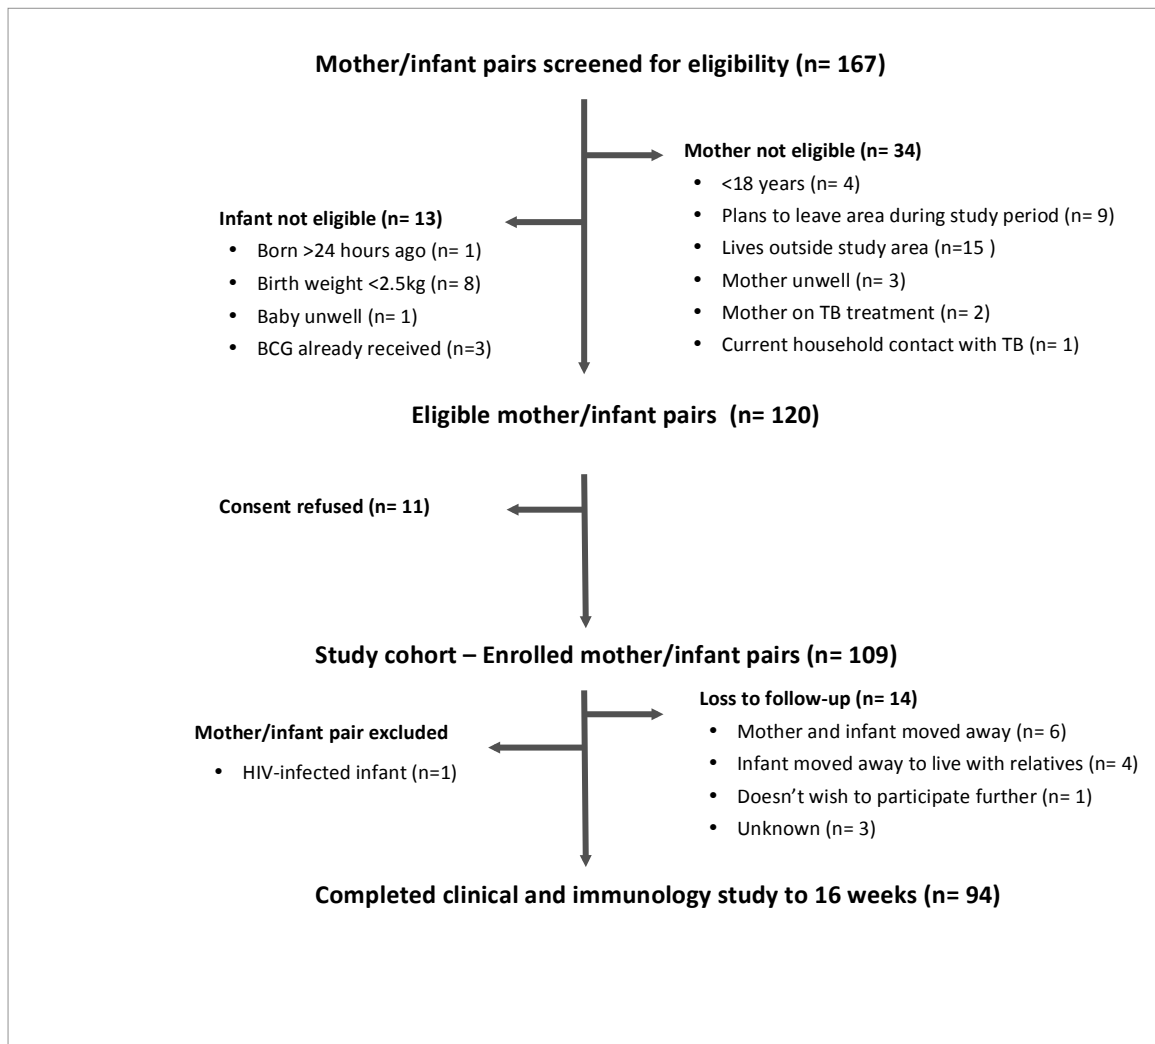 Mother/infant pairs screened for eligibility (n= 167)
Mother not eligible (n= 34)
• <18 years (n= 4)
• Plans to leave area during study period (n= 9)
• Lives outside study area (n=15 )
• Mother unwell (n= 3)
• Mother on TB treatment (n= 2)
• Current household contact with TB (n= 1)
Infant not eligible (n= 13)
• Born >24 hours ago (n= 1)
• Birth weight <2.5kg (n= 8)
• Baby unwell (n= 1)
• BCG already received (n=3)
Eligible mother/infant pairs (n= 120)
Consent refused (n= 11)
Study cohort – Enrolled mother/infant pairs (n= 109)
Loss to follow-up (n= 14)
• Mother and infant moved away (n= 6)
• Infant moved away to live with relatives (n= 4)
• Doesn’t wish to participate further (n= 1)
• Unknown (n= 3)
Mother/infant pair excluded
• HIV-infected infant (n=1)
Completed clinical and immunology study to 16 weeks (n= 94)